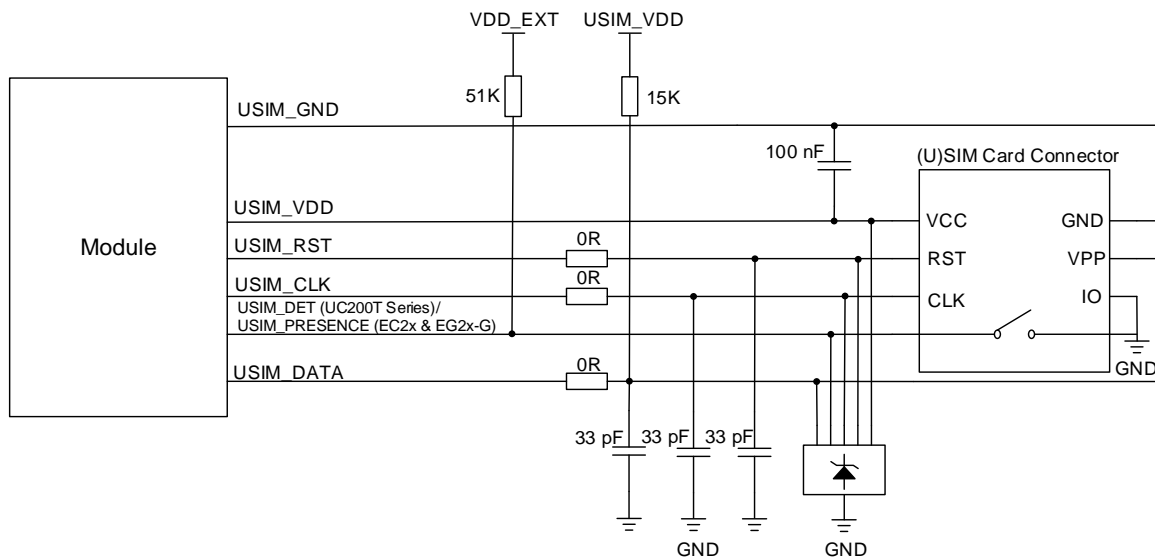 VDD_EXT
USIM_VDD
51K
15K
USIM_GND
100 nF
(U)SIM Card Connector
Module
USIM_VDD
VCC
GND
USIM_RST
0R
RST
VPP
USIM_CLK
0R
CLK
IO
USIM_DET (UC200T Series)/
USIM_PRESENCE (EC2x & EG2x-G)
GND
USIM_DATA
0R
33 pF
33 pF
33 pF
GND
GND